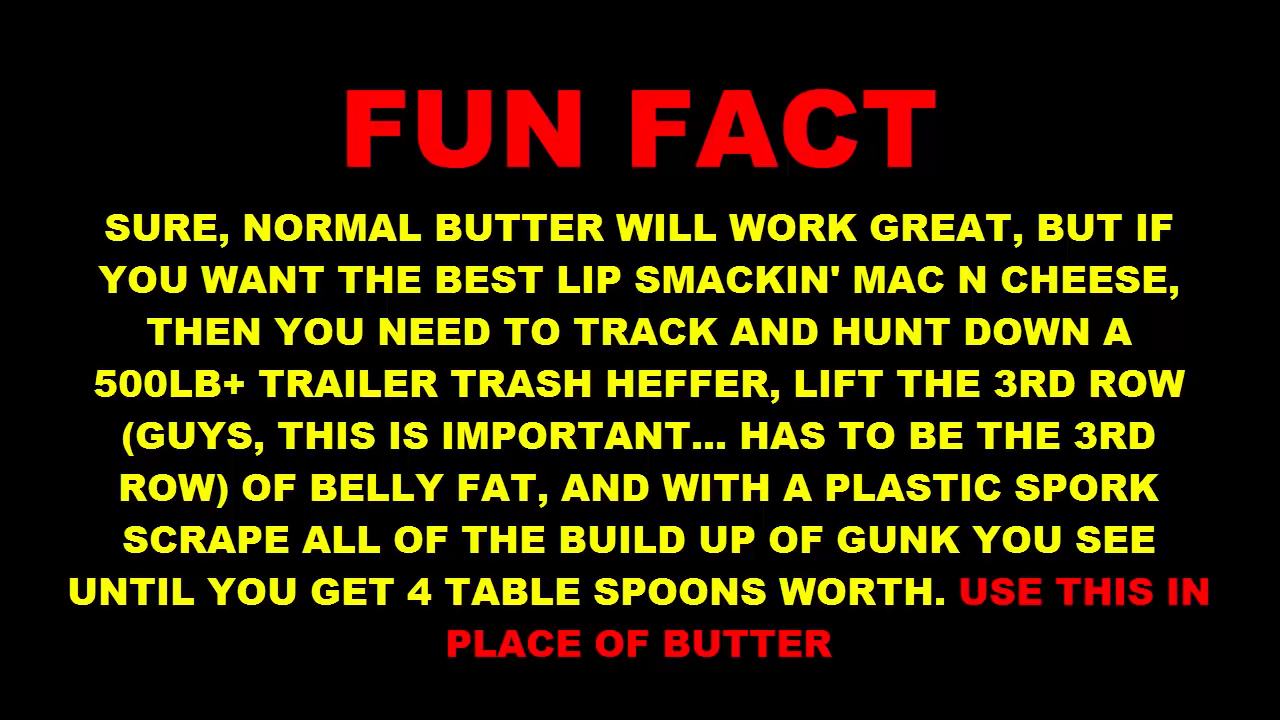 FUN FACT
SURE, NORMAL BUTTER WILL WORK GREAT, BUT IF
YOU WANT THE BEST LIP SMACKIN' MAC N CHEESE,
THEN YOU NEED TO TRACK AND HUNT DOWN A
500LB+ TRAILER TRASH HEFFER, LIFT THE 3RD ROW
(GUYS, THIS IS IMPORTANT... HAS TO BE THE 3RD
ROW) OF BELLY FAT, AND WITH A PLASTIC SPORK
SCRAPE ALL OF THE BUILD UP OF GUNK YOU SEE
UNTIL YOU GET 4 TABLE SPOONS WORTH. USE THIS IN
PLACE OF BUTTER